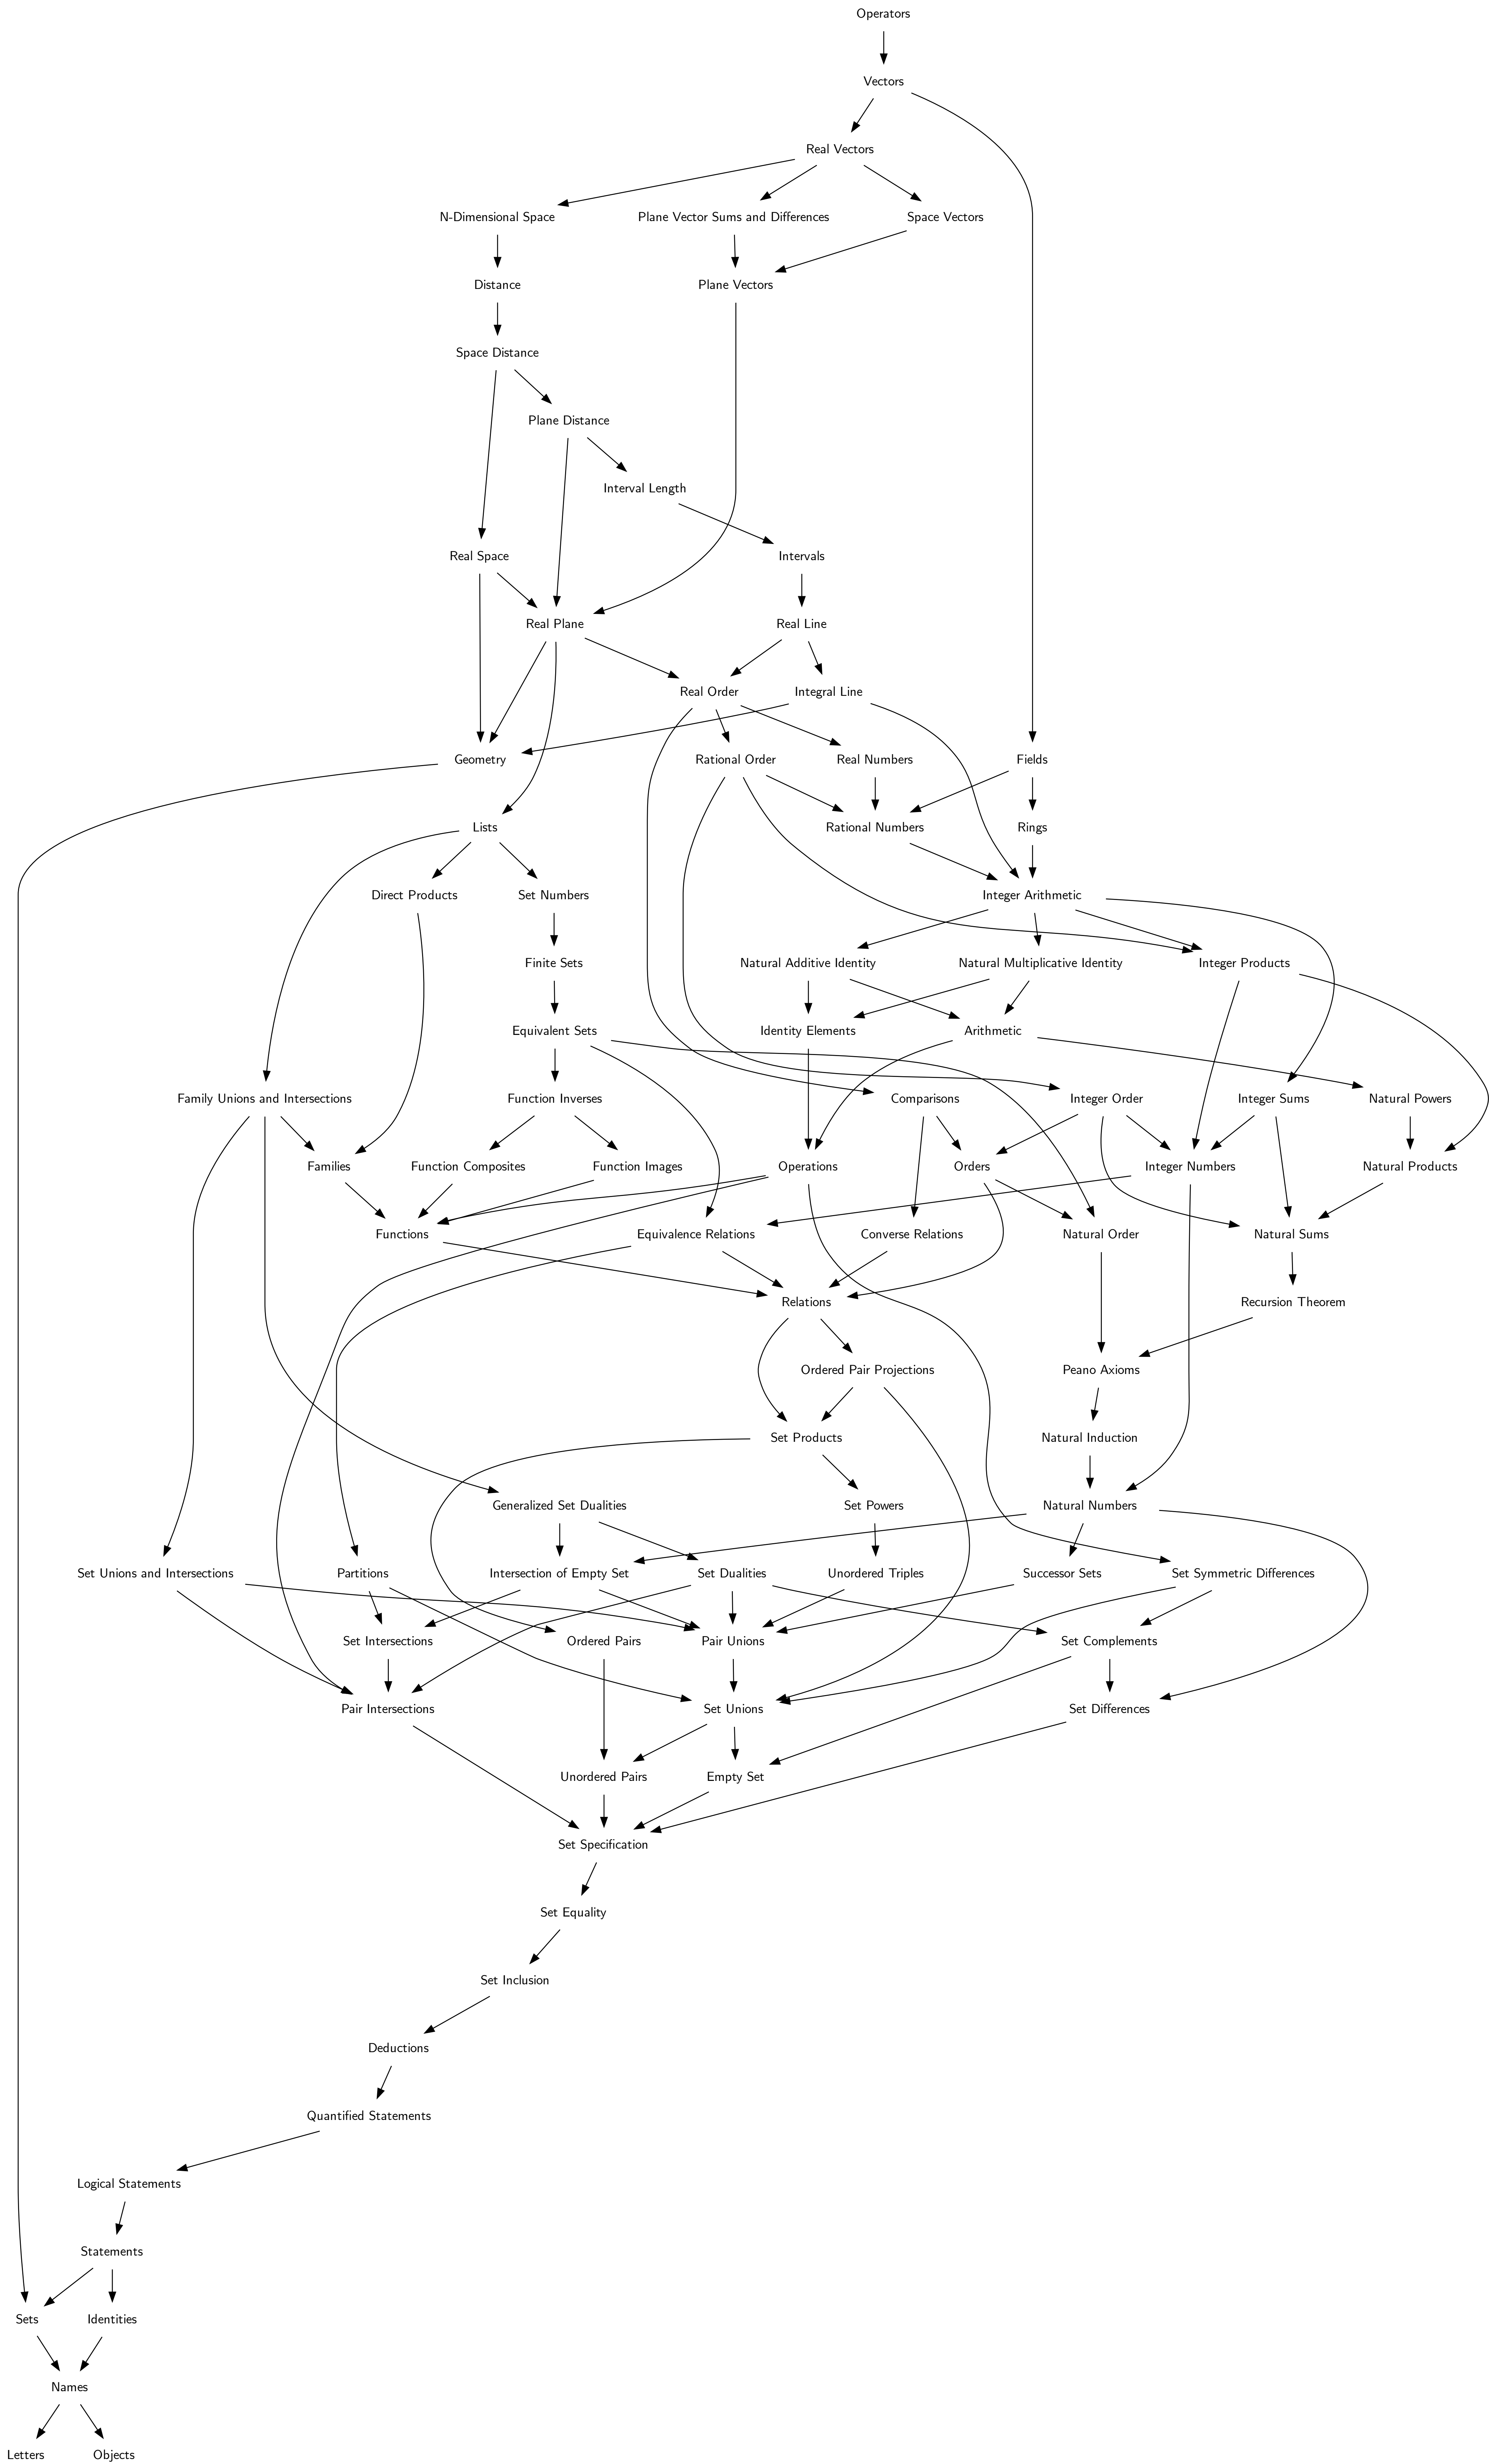 Operators
Vectors
Real Vectors
N-Dimensional Space
Plane Vector Sums and Differences
Space Vectors
Distance
Plane Vectors
Space Distance
Plane Distance
Interval Length
Real Space
Intervals
Real Plane
Real Line
Real Order
Integral Line
Geometry
Rational Order
Real Numbers
Fields
Lists
Rational Numbers
Rings
Direct Products
Set Numbers
Integer Arithmetic
Finite Sets
Natural Additive Identity
Natural Multiplicative Identity
Integer Products
Equivalent Sets
Identity Elements
Arithmetic
Family Unions and Intersections
Function Inverses
Comparisons
Integer Order
Integer Sums
Natural Powers
Families
Function Composites
Function Images
Operations
Orders
Integer Numbers
Natural Products
Functions
Equivalence Relations
Converse Relations
Natural Order
Natural Sums
Relations
Recursion Theorem
Ordered Pair Projections
Peano Axioms
Set Products
Natural Induction
Generalized Set Dualities
Set Powers
Natural Numbers
Set Unions and Intersections
Partitions
Intersection of Empty Set
Set Dualities
Unordered Triples
Successor Sets
Set Symmetric Differences
Set Intersections
Ordered Pairs
Pair Unions
Set Complements
Pair Intersections
Set Unions
Set Differences
Unordered Pairs
Empty Set
Set Specification
Set Equality
Set Inclusion
Deductions
Quantified Statements
Logical Statements
Statements
Sets
Identities
Names
Letters
Objects